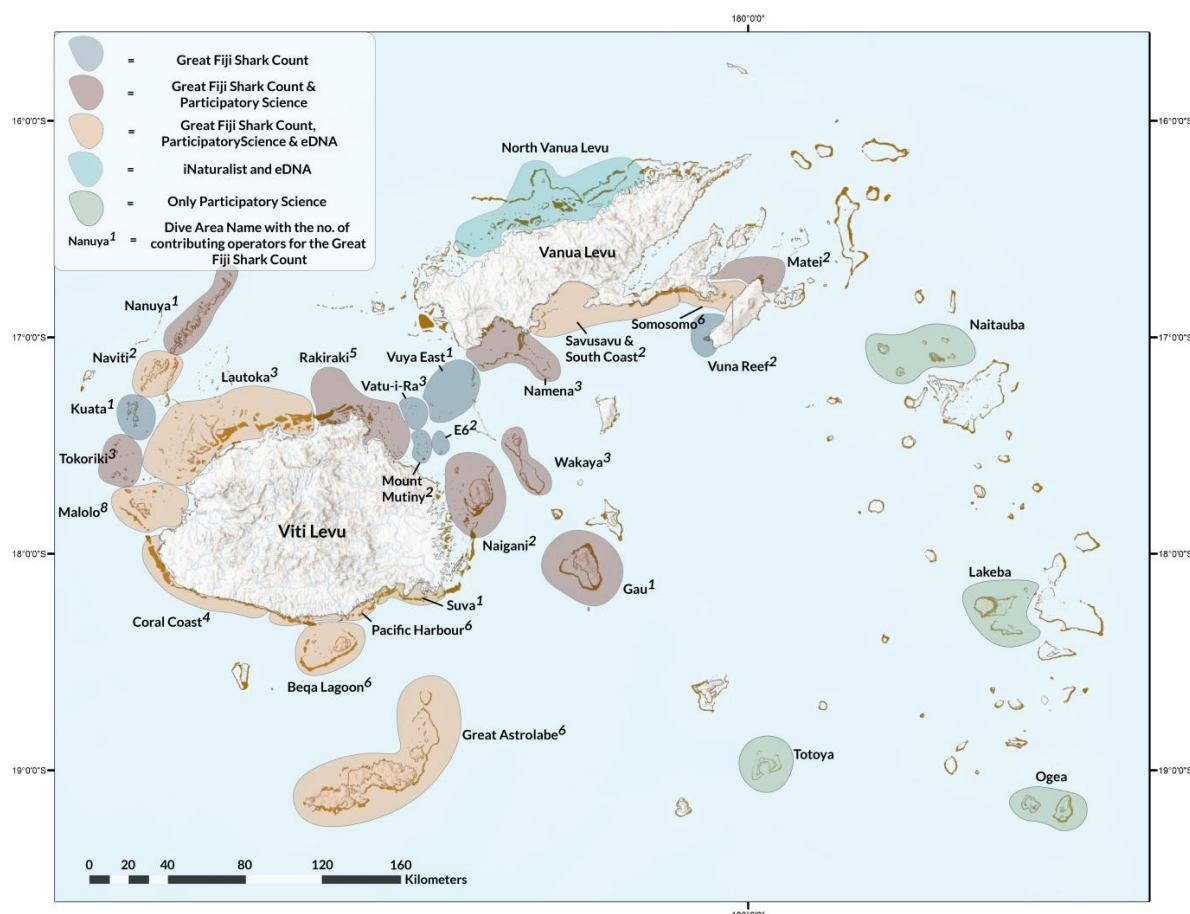 180°0'0"
= Great Fiji Shark Count
= Great Fiji Shark Count &
Participatory Science
= Great Fiji Shark Count,
ParticipatoryScience & eDNA
= iNaturalist and eDNA
= Only Participatory Science
Nanuya¹ = Dive Area Name with the no. of
contributing operators for the Great
Fiji Shark Count
16°0'0"S
16°0'0"S
North Vanua Levu
Vanua Levu
Matei²
Nanuya¹
Somosomo⁶
Savusavu &
South Coast²
17°0'0"S
17°0'0"S
Naitauba
Naviti²
Rakiraki⁵
Vuya East¹
Vuna Reef²
Lautoka³
Vatu-i-Ra³
Namena³
Kuata¹
E6²
Tokoriki³
Mount
Mutiny²
Wakaya³
Malolo⁸
Viti Levu
Naigani²
18°0'0"S
18°0'0"S
Gau¹
Lakeba
Suva¹
Coral Coast⁴
Pacific Harbour⁶
Beqa Lagoon⁶
Great Astrolabe⁶
Totoya
19°0'0"S
19°0'0"S
Ogea
0 20 40 80 120 160
Kilometers